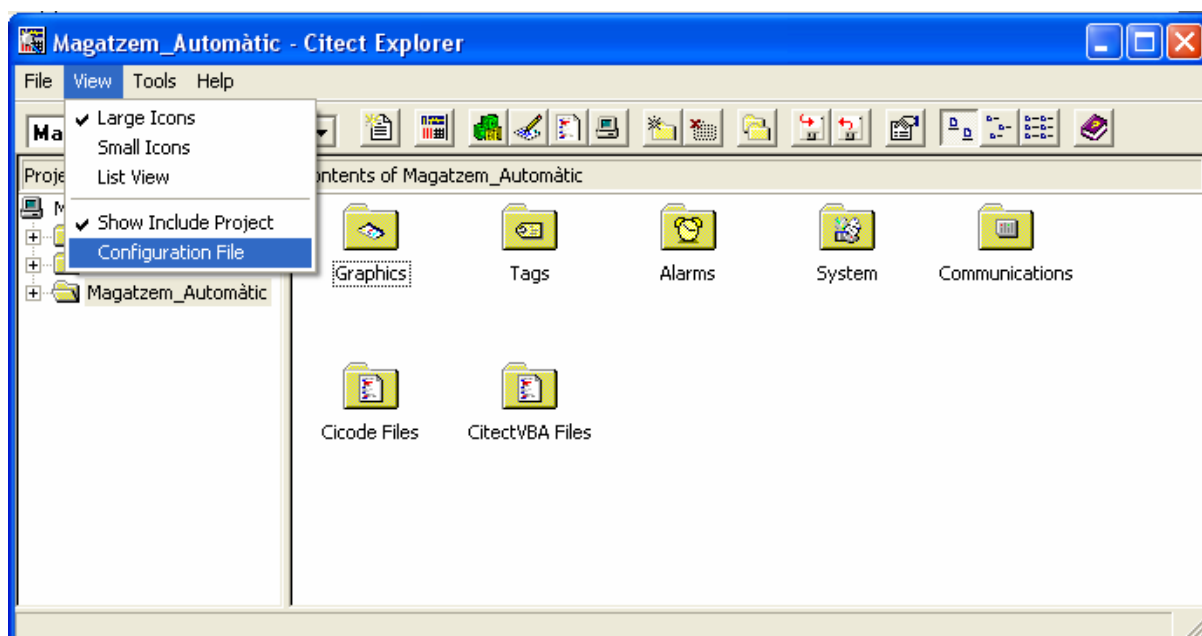 Magatzem_Automàtic - Citect Explorer
File View Tools Help
Ma
Large Icons
Small Icons
List View
Show Include Project
Configuration File
Proje
ontents of Magatzem_Automàtic
M
Magatzem_Automàtic
Graphics Tags Alarms System Communications
Cicode Files CitectVBA Files